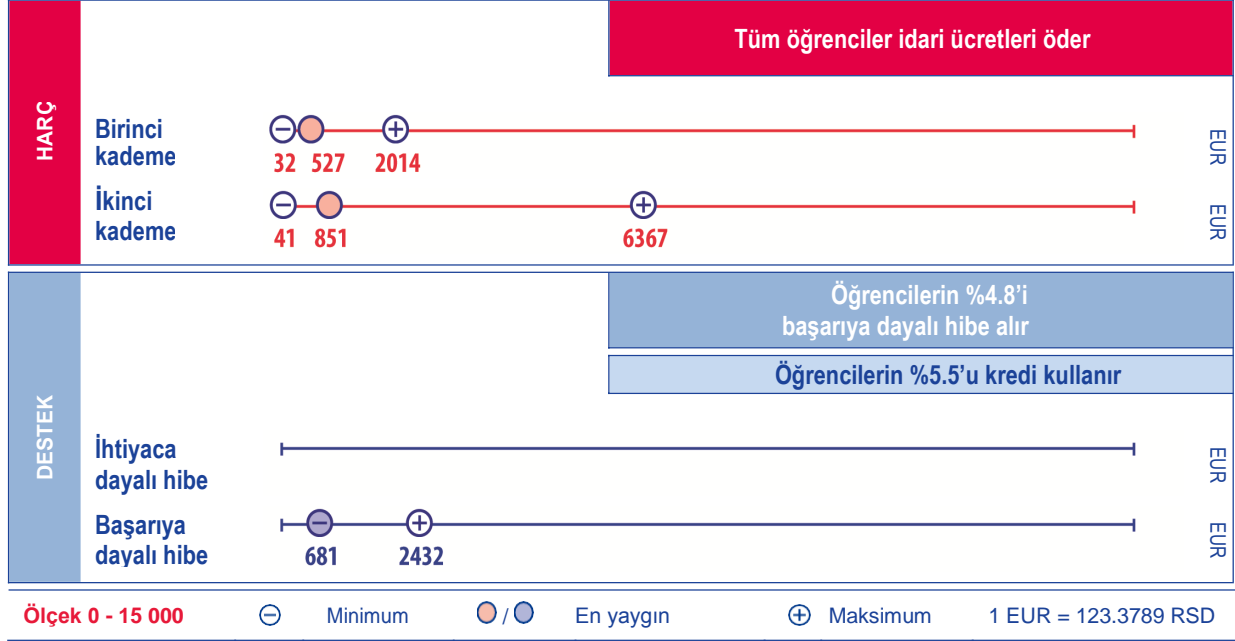 Tüm öğrenciler idari ücretleri öder
HARÇ
Birinci
kademe
32 527 2014
EUR
İkinci
kademe
41 851 6367
EUR
Öğrencilerin %4.8’i
başarıya dayalı hibe alır
Öğrencilerin %5.5’u kredi kullanır
DESTEK
İhtiyaca
dayalı hibe
EUR
Başarıya
dayalı hibe
681 2432
EUR
Ölçek 0 - 15 000 Minimum / En yaygın Maksimum 1 EUR = 123.3789 RSD